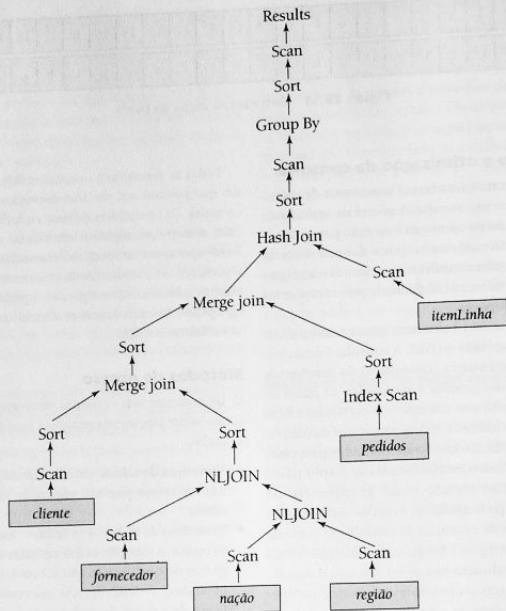 Results
Scan
Sort
Group By
Scan
Sort
Hash Join
Scan
Merge join
itemLinha
Sort
Sort
Merge join
Index Scan
Sort
Sort
pedidos
Scan
NLJOIN
cliente
NLJOIN
Scan
Scan
Scan
fornecedor
nação
região